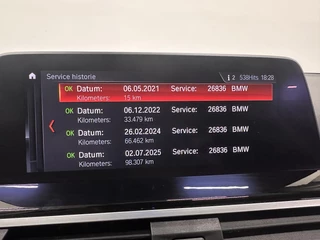 Service historie 2 538Hits 18:28
OK Datum: 06.05.2021 Service: 26836 BMW
Kilometers: 15 km
OK Datum: 06.12.2022 Service: 26836 BMW
Kilometers: 33.479 km
OK Datum: 26.02.2024 Service: 26836 BMW
Kilometers: 66.462 km
OK Datum: 02.07.2025 Service: 26836 BMW
Kilometers: 98.307 km